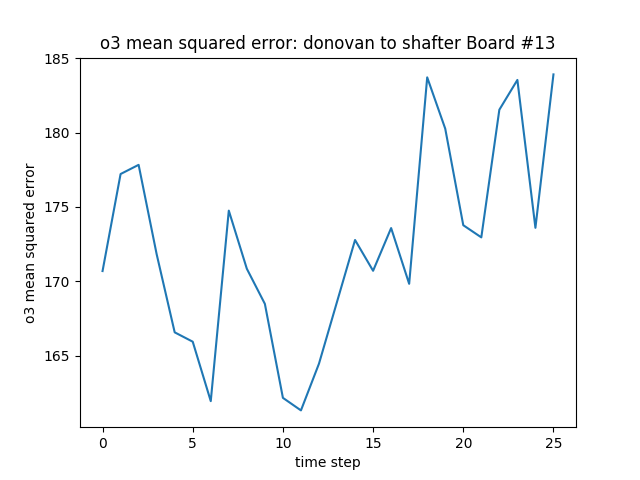 o3 mean squared error: donovan to shafter Board #13
185
180
175
170
165
o3 mean squared error
0 5 10 15 20 25
time step